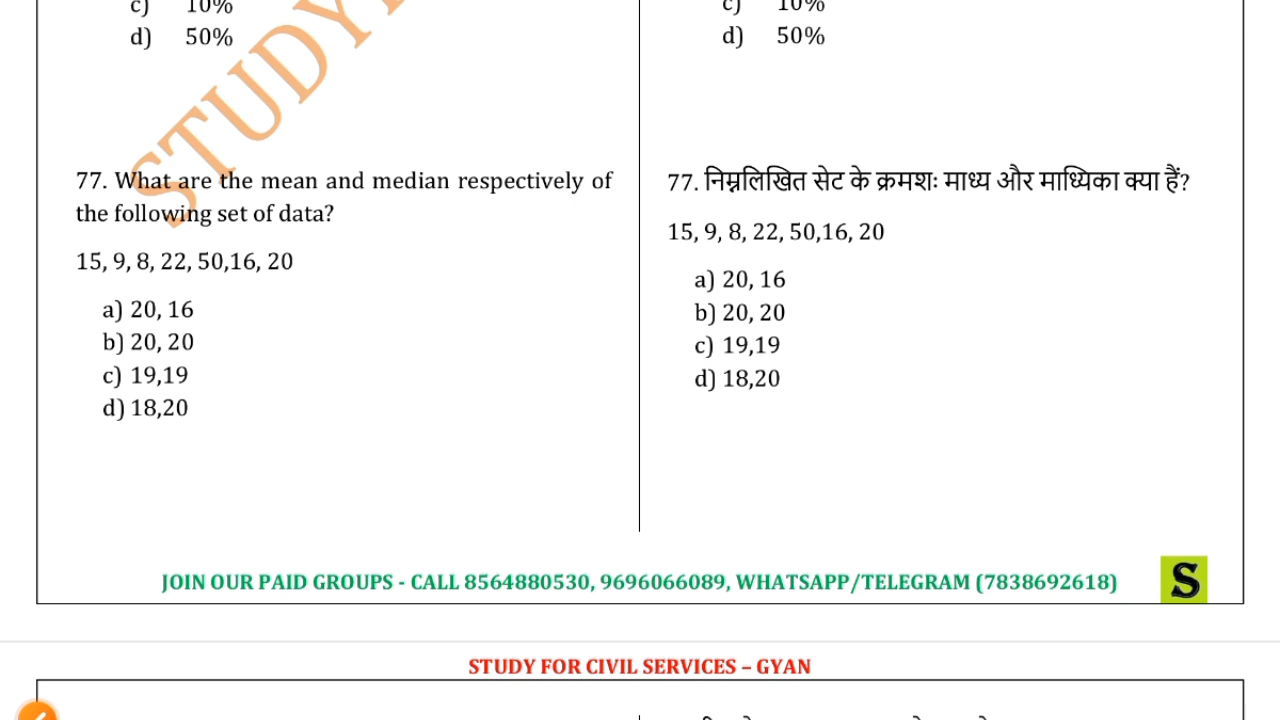 c) 10%
d) 50%
77. What are the mean and median respectively of
the following set of data?
15, 9, 8, 22, 50,16, 20
a) 20, 16
b) 20, 20
c) 19,19
d) 18,20
c) 10%
d) 50%
77. निम्नलिखित सेट के क्रमशः माध्य और माध्यिका क्या हैं?
15, 9, 8, 22, 50,16, 20
a) 20, 16
b) 20, 20
c) 19,19
d) 18,20
STUDY
JOIN OUR PAID GROUPS - CALL 8564880530, 9696066089, WHATSAPP/TELEGRAM (7838692618)
S
STUDY FOR CIVIL SERVICES – GYAN